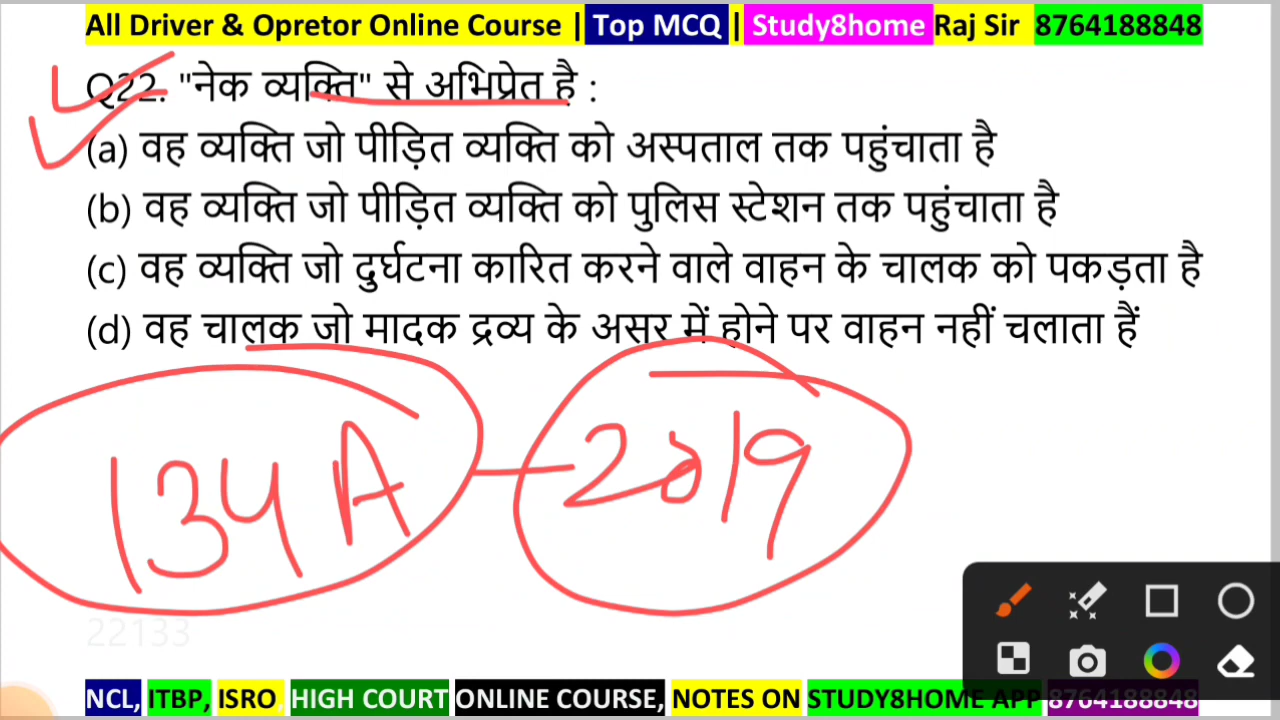 All Driver & Opretor Online Course | Top MCQ | Study8home Raj Sir 8764188848
Q22. "नेक व्यक्ति" से अभिप्रेत है :
(a) वह व्यक्ति जो पीड़ित व्यक्ति को अस्पताल तक पहुंचाता है
(b) वह व्यक्ति जो पीड़ित व्यक्ति को पुलिस स्टेशन तक पहुंचाता है
(c) वह व्यक्ति जो दुर्घटना कारित करने वाले वाहन के चालक को पकड़ता है
(d) वह चालक जो मादक द्रव्य के असर में होने पर वाहन नहीं चलाता हैं
134 A — 2019
22133
NCL, ITBP, ISRO, HIGH COURT ONLINE COURSE, NOTES ON STUDY8HOME APP 8764188848